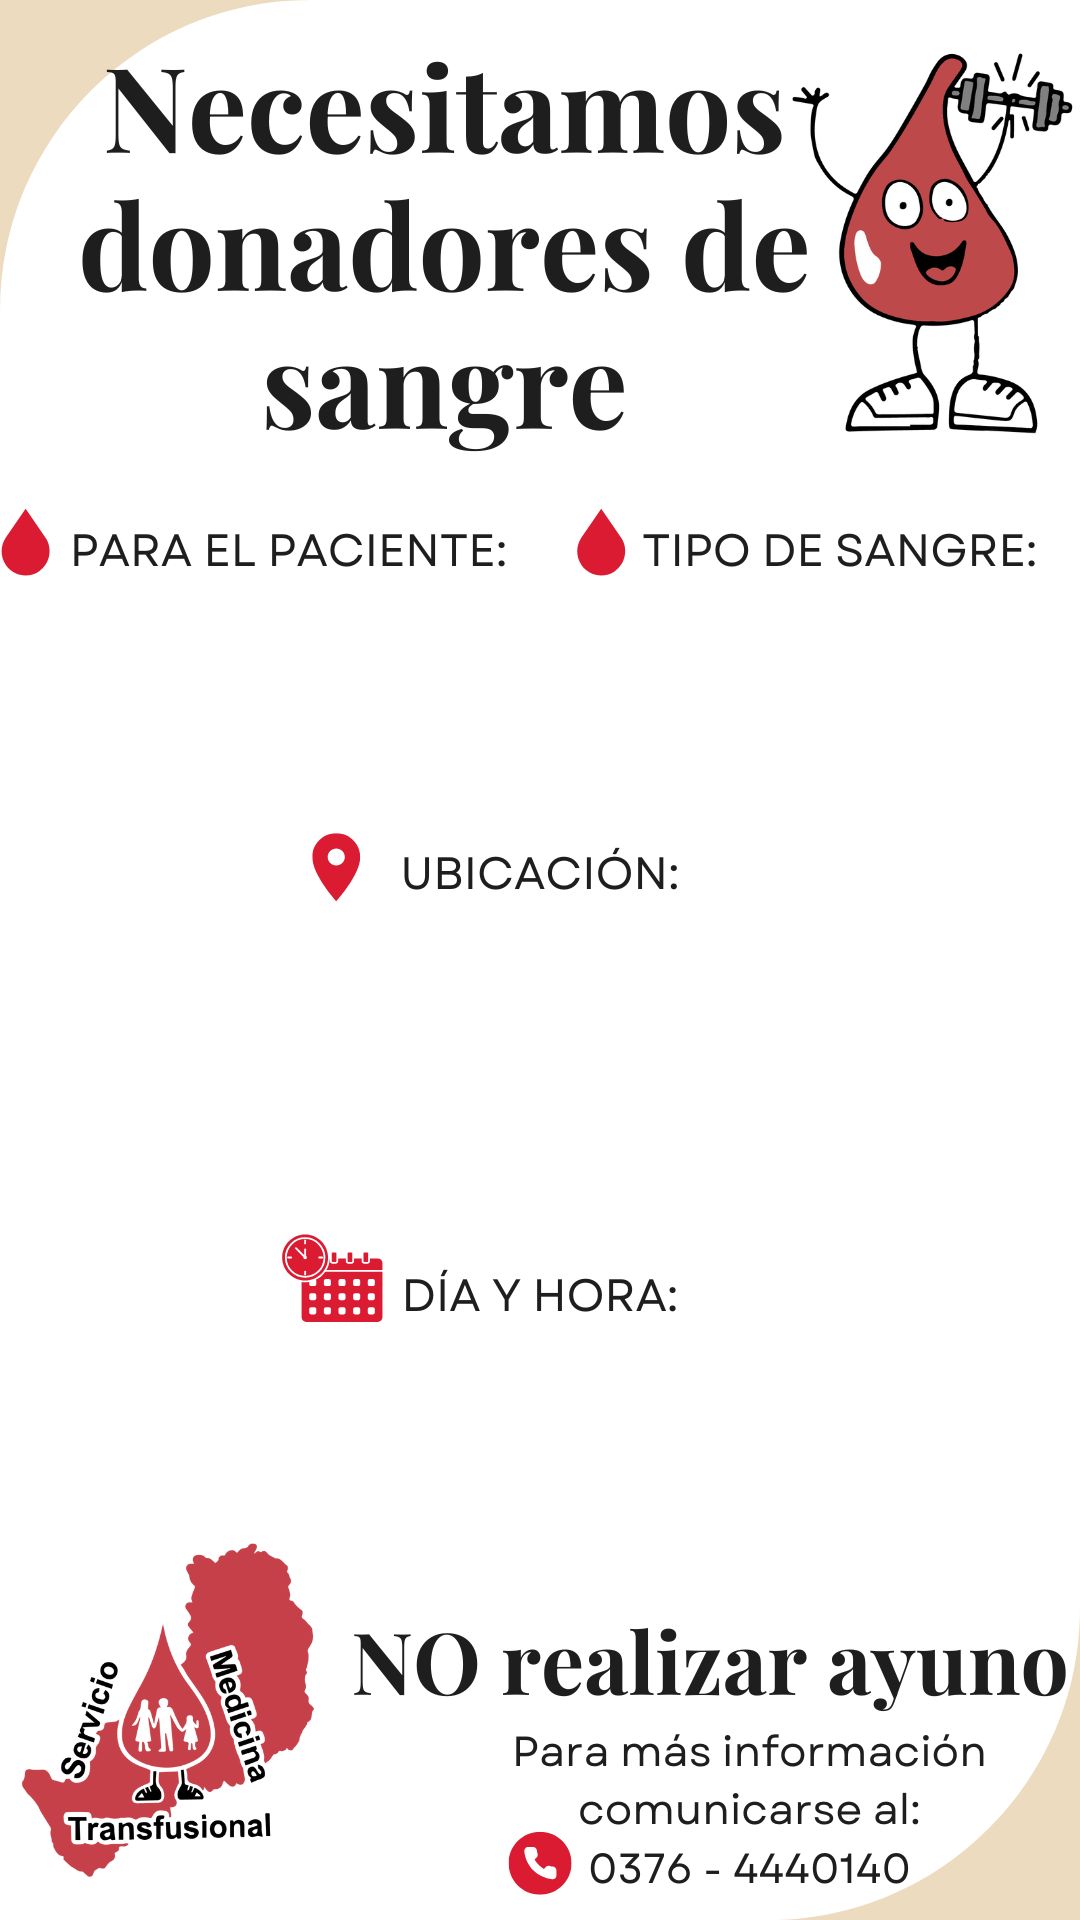 Necesitamos
donadores de
sangre
PARA EL PACIENTE:
TIPO DE SANGRE:
UBICACIÓN:
DÍA Y HORA:
Servicio
Medicina
Transfusional
NO realizar ayuno
Para más información
comunicarse al:
0376 - 4440140